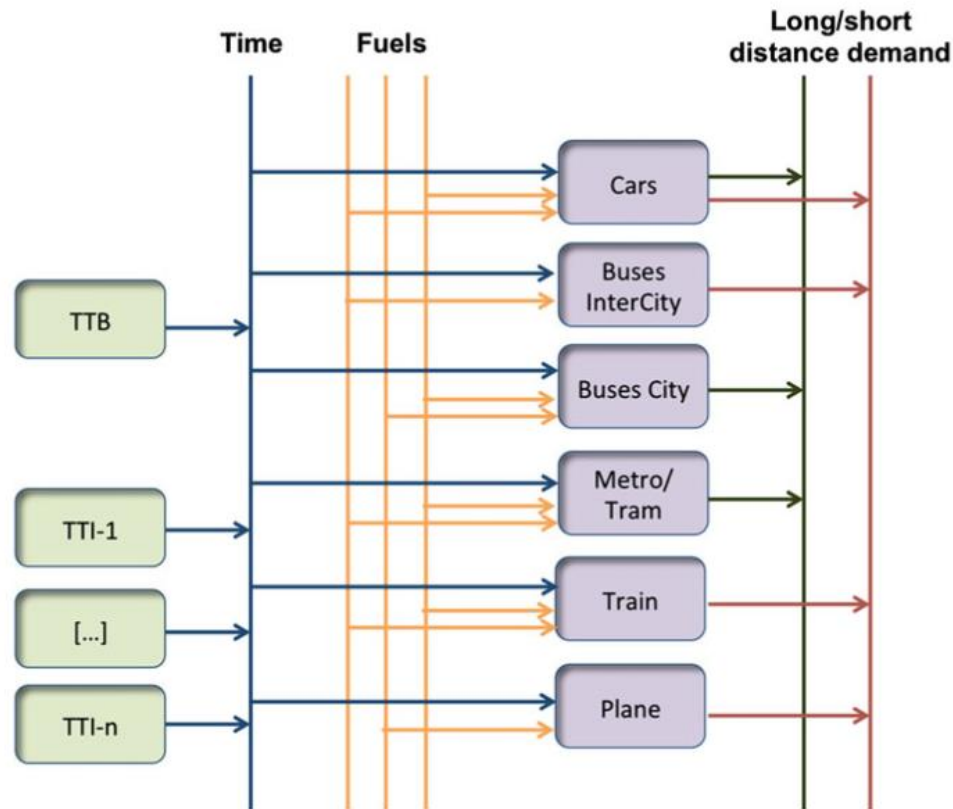 Long/short
distance demand
Time
Fuels
Cars
Buses
InterCity
TTB
Buses City
Metro/
Tram
TTI-1
Train
[...]
Plane
TTI-n